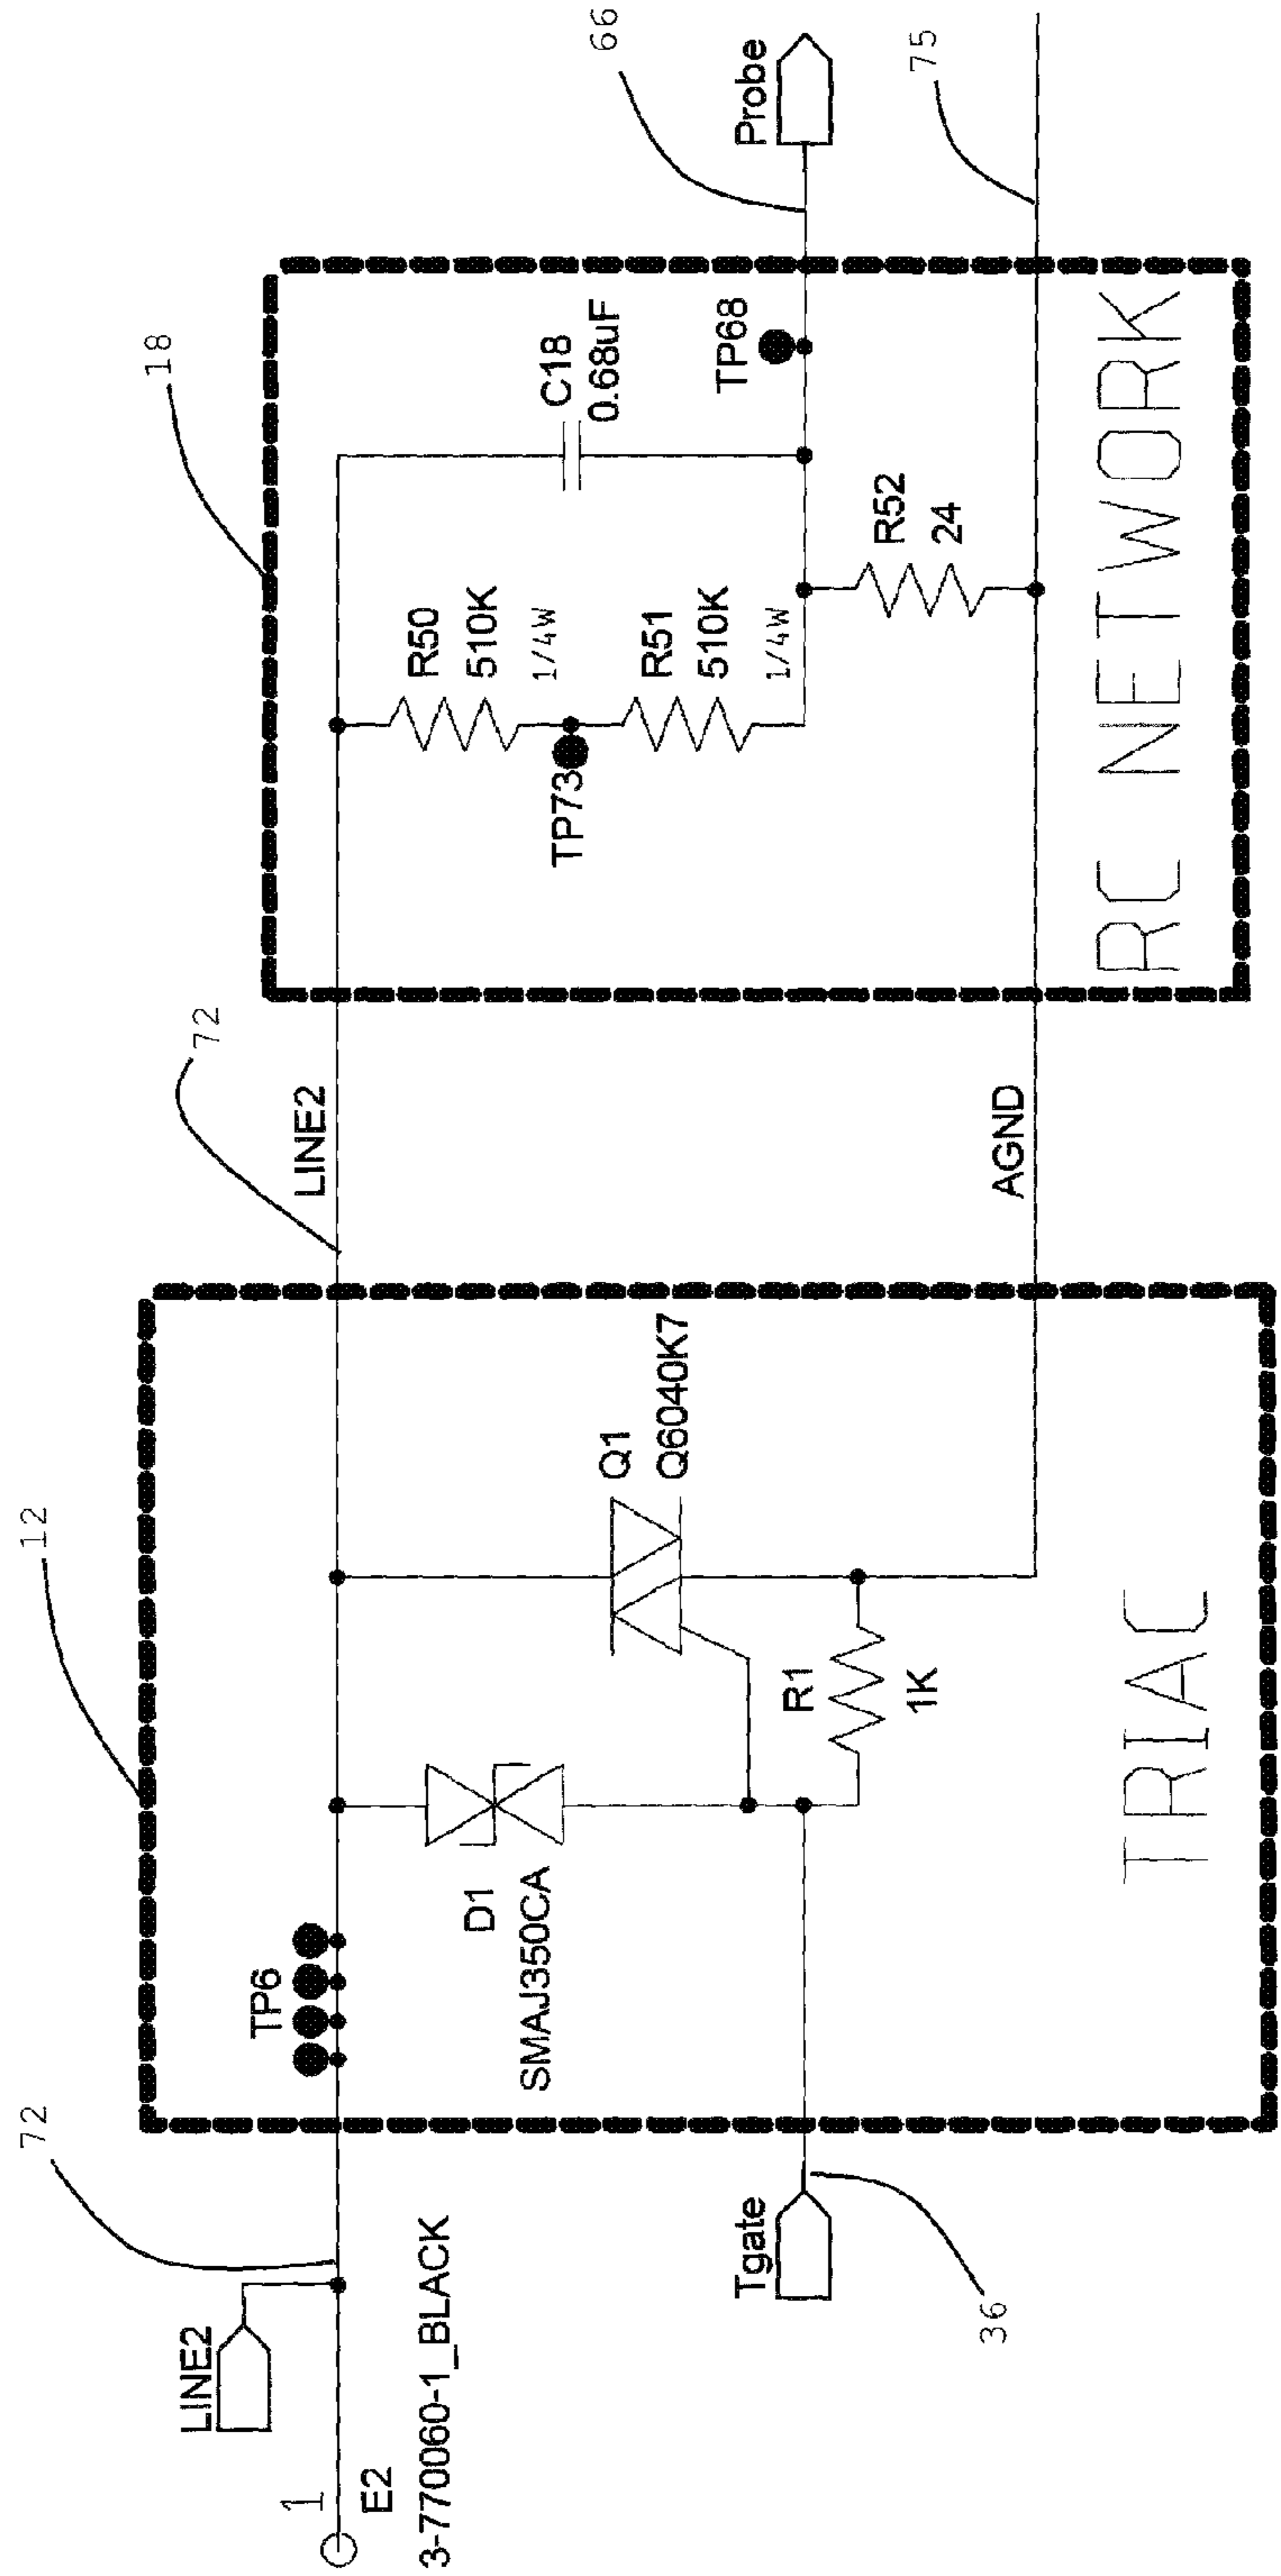 12
18
72
72
66
75
36
LINE2
1
E2
3-770060-1_BLACK
TP6
D1
SMAJ350CA
Q1
Q6040K7
R1
1K
Tgate
TRIAC
LINE2
AGND
R50
510K
1/4W
TP73
R51
510K
1/4W
C18
0.68uF
TP68
R52
24
Probe
RC NETWORK